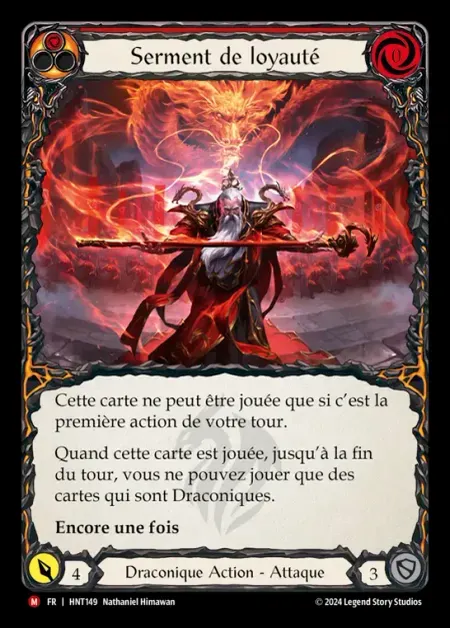 Serment de loyauté
0
Cette carte ne peut être jouée que si c'est la
première action de votre tour.
Quand cette carte est jouée, jusqu'à la fin
du tour, vous ne pouvez jouer que des
cartes qui sont Draconiques.
Encore une fois
4
Draconique Action - Attaque
3
M FR | HNT149 Nathaniel Himawan
© 2024 Legend Story Studios